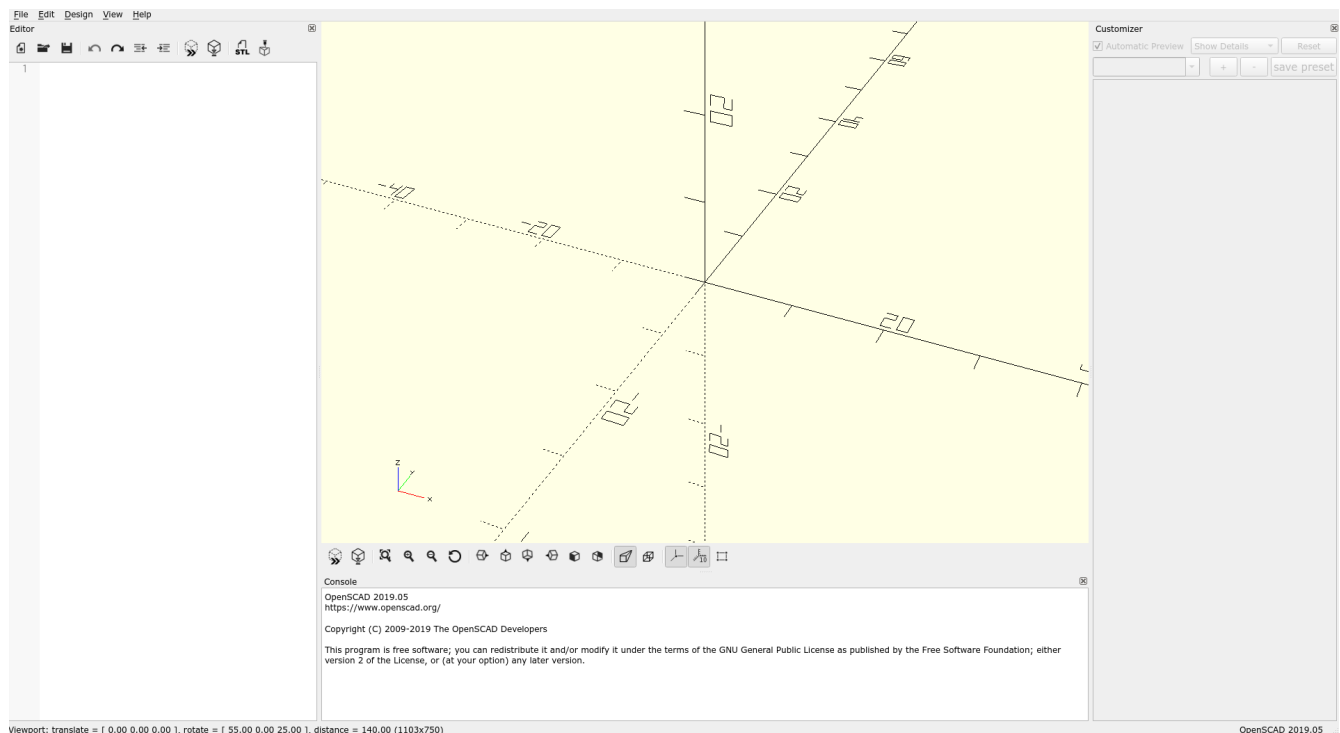 File Edit Design View Help
Editor
Customizer
Automatic Preview Show Details Reset
+ - save preset
STL
1
20
20
-40
-20
20
-20
-20
Z
Y
X
10
Console
OpenSCAD 2019.05
https://www.openscad.org/
Copyright (C) 2009-2019 The OpenSCAD Developers
This program is free software; you can redistribute it and/or modify it under the terms of the GNU General Public License as published by the Free Software Foundation; either
version 2 of the License, or (at your option) any later version.
Viewport: translate = [ 0.00 0.00 0.00 ], rotate = [ 55.00 0.00 25.00 ], distance = 140.00 (1103x750)
OpenSCAD 2019.05